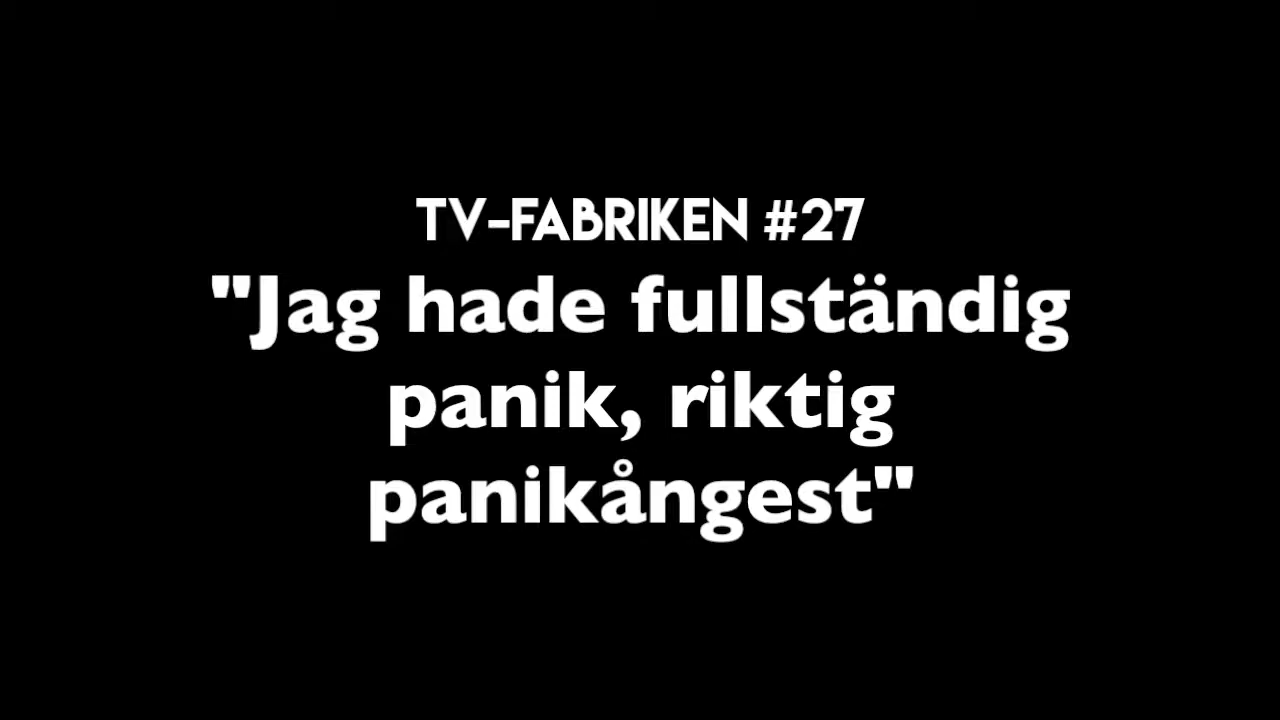 TV-FABRIKEN #27
"Jag hade fullständig
panik, riktig
panikångest"